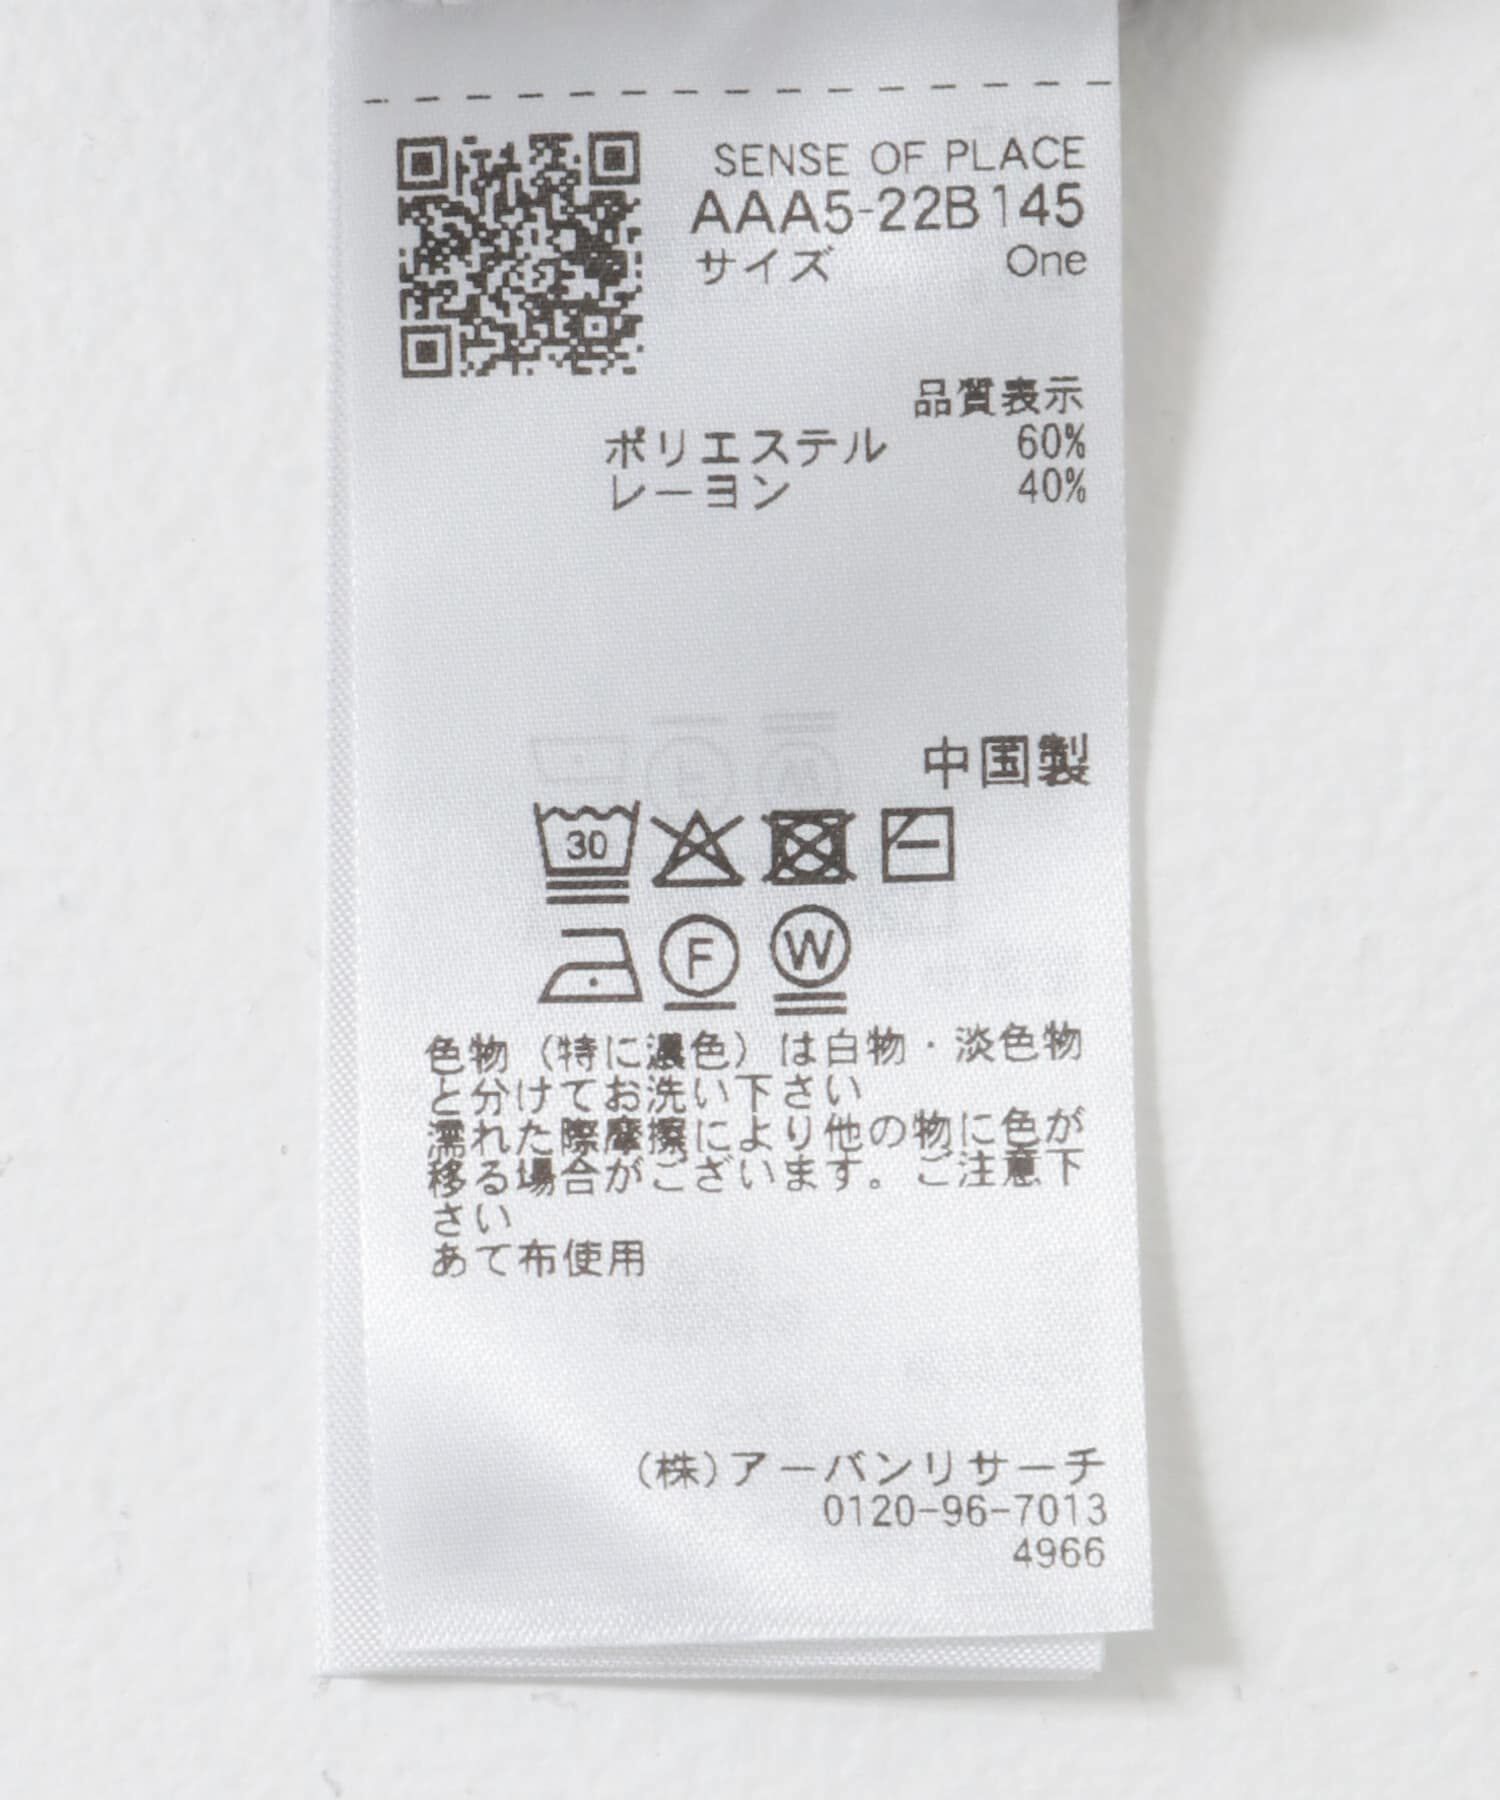 SENSE OF PLACE
AAA5-22B145
サイズ One
品質表示
ポリエステル 60%
レーヨン 40%
中国製
30
F W
色物（特に濃色）は白物・淡色物
と分けてお洗い下さい
濡れた際摩擦により他の物に色が
移る場合がございます。ご注意下
さい
あて布使用
(株)アーバンリサーチ
0120-96-7013
4966